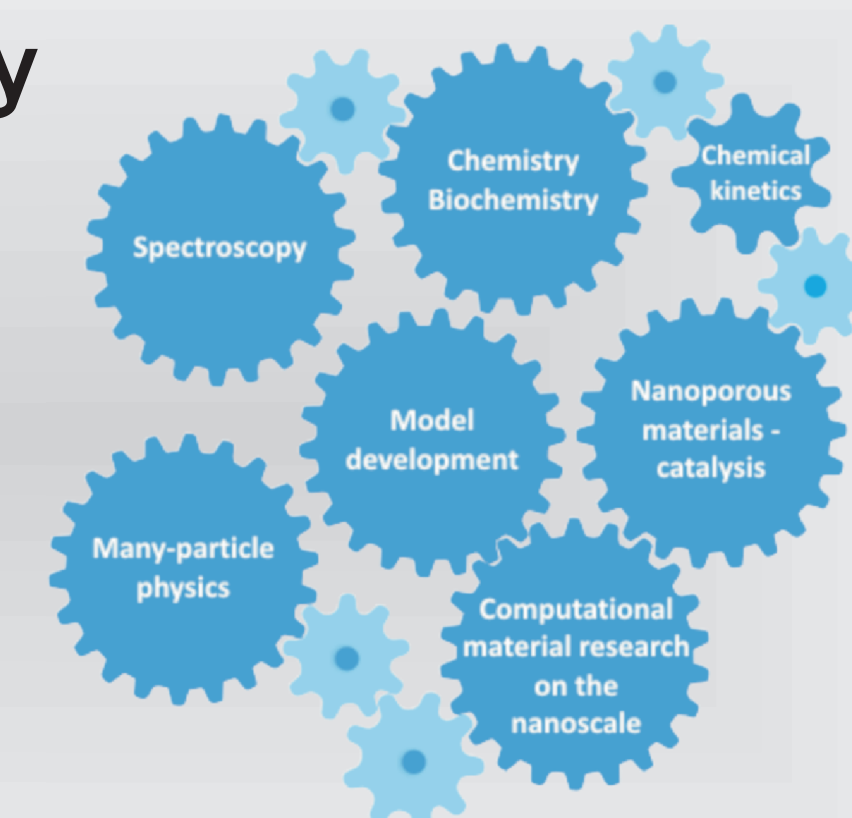 y
Chemistry
Biochemistry
Chemical
kinetics
Spectroscopy
Nanoporous
materials -
catalysis
Model
development
Many-particle
physics
Computational
material research
on the
nanoscale